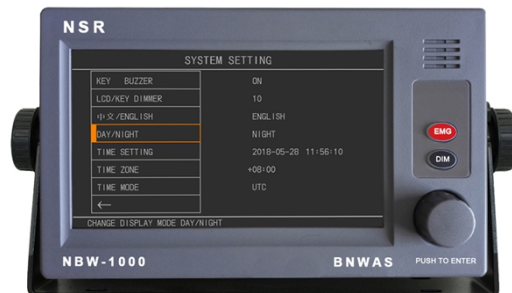 NSR
SYSTEM SETTING
KEY BUZZER ON
LCD/KEY DIMMER 10
中文/ENGLISH ENGLISH
DAY/NIGHT NIGHT
TIME SETTING 2018-05-28 11:56:10
TIME ZONE +08:00
TIME MODE UTC
←
CHANGE DISPLAY MODE DAY/NIGHT
EMG
DIM
NBW-1000
BNWAS
PUSH TO ENTER